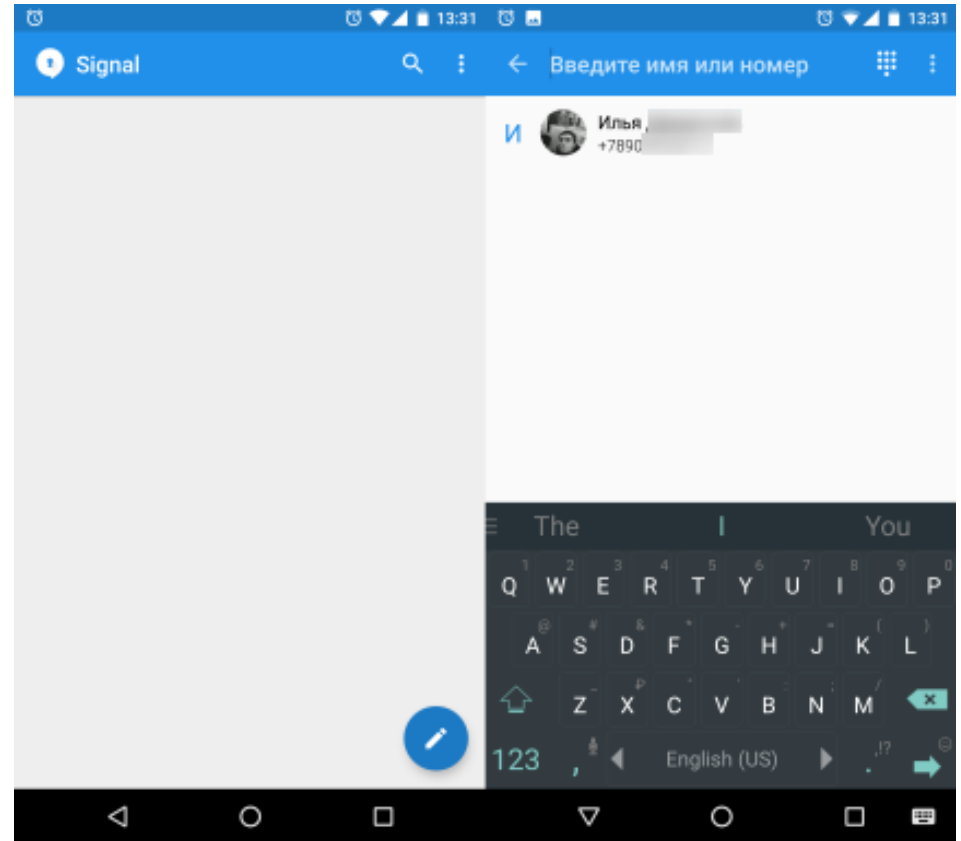 13:31
Signal
13:31
Введите имя или номер
И
Илья
+7890
The I You
1 2 3 4 5 6 7 8 9 0
Q W E R T Y U I O P
@ # & * - + = ( )
A S D F G H J K L
Z X C V B N M
123 , English (US) . ,!?